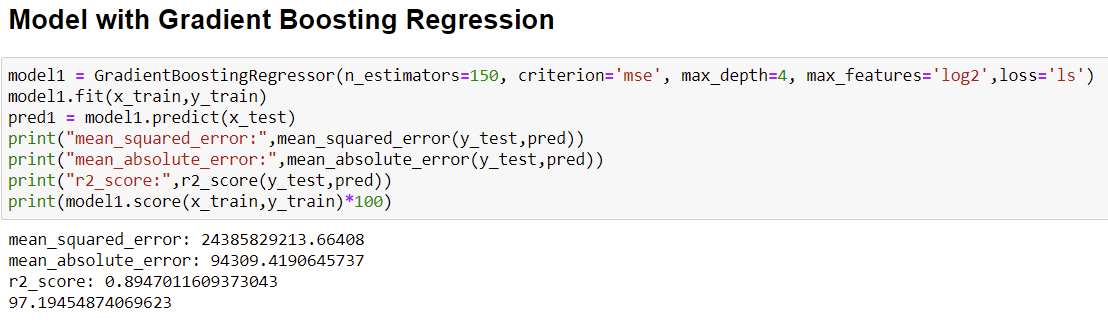 Model with Gradient Boosting Regression
model1 = GradientBoostingRegressor(n_estimators=150, criterion='mse', max_depth=4, max_features='log2',loss='ls')
model1.fit(x_train,y_train)
pred1 = model1.predict(x_test)
print("mean_squared_error:",mean_squared_error(y_test,pred))
print("mean_absolute_error:",mean_absolute_error(y_test,pred))
print("r2_score:",r2_score(y_test,pred))
print(model1.score(x_train,y_train)*100)
mean_squared_error: 24385829213.66408
mean_absolute_error: 94309.4190645737
r2_score: 0.8947011609373043
97.19454874069623